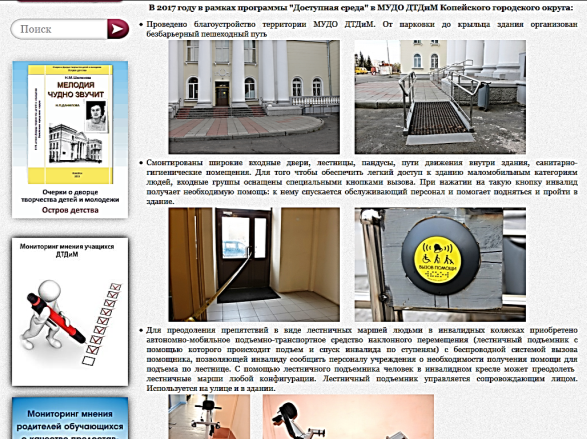 В 2017 году в рамках программы "Доступная среда" в МУДО ДТДиМ Копейского городского округа:
Поиск
Проведено благоустройство территории МУДО ДТДиМ. От парковки до крыльца здания организован
безбарьерный пешеходный путь
МЕЛОДИЯ
ЧУДНО ЗВУЧИТ
Очерки о дворце
творчества детей и молодежи
Остров детства
Смонтированы широкие входные двери, лестницы, пандусы, пути движения внутри здания, санитарно-
гигиенические помещения. Для того чтобы обеспечить легкий доступ к зданию маломобильным категориям
людей, входные группы оснащены специальными кнопками вызова. При нажатии на такую кнопку инвалид
получает необходимую помощь: к нему спускается обслуживающий персонал и помогает подняться и пройти в
здание.
ВЫЗОВ ПОМОЩИ
Мониторинг мнения учащихся
ДТДиМ
Для преодоления препятствий в виде лестничных маршей людьми в инвалидных колясках приобретено
автономно-мобильное подъемно-транспортное средство наклонного перемещения (лестничный подъемник с
помощью которого происходит подъем и спуск инвалида по ступеням) с беспроводной системой вызова
помощника, позволяющей инвалиду сообщить персоналу учреждения о необходимости получения помощи для
подъема по лестнице. С помощью лестничного подъемника человек в инвалидном кресле может преодолеть
лестничные марши любой конфигурации. Лестничный подъемник управляется сопровождающим лицом.
Используется на улице и в здании.
Мониторинг мнения
родителей обучающихся
о качестве предостав